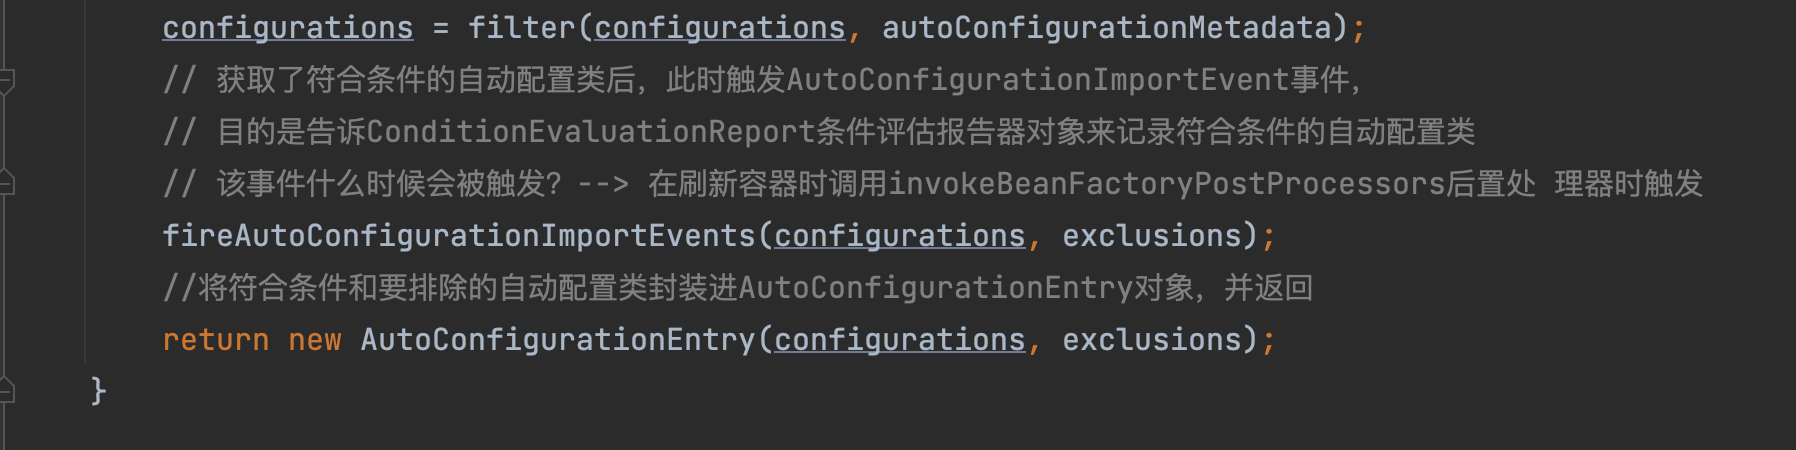 configurations = filter(configurations, autoConfigurationMetadata);
// 获取了符合条件的自动配置类后，此时触发AutoConfigurationImportEvent事件，
// 目的是告诉ConditionEvaluationReport条件评估报告器对象来记录符合条件的自动配置类
// 该事件什么时候会被触发？--> 在刷新容器时调用invokeBeanFactoryPostProcessors后置处 理器时触发
fireAutoConfigurationImportEvents(configurations, exclusions);
//将符合条件和要排除的自动配置类封装进AutoConfigurationEntry对象，并返回
return new AutoConfigurationEntry(configurations, exclusions);
}